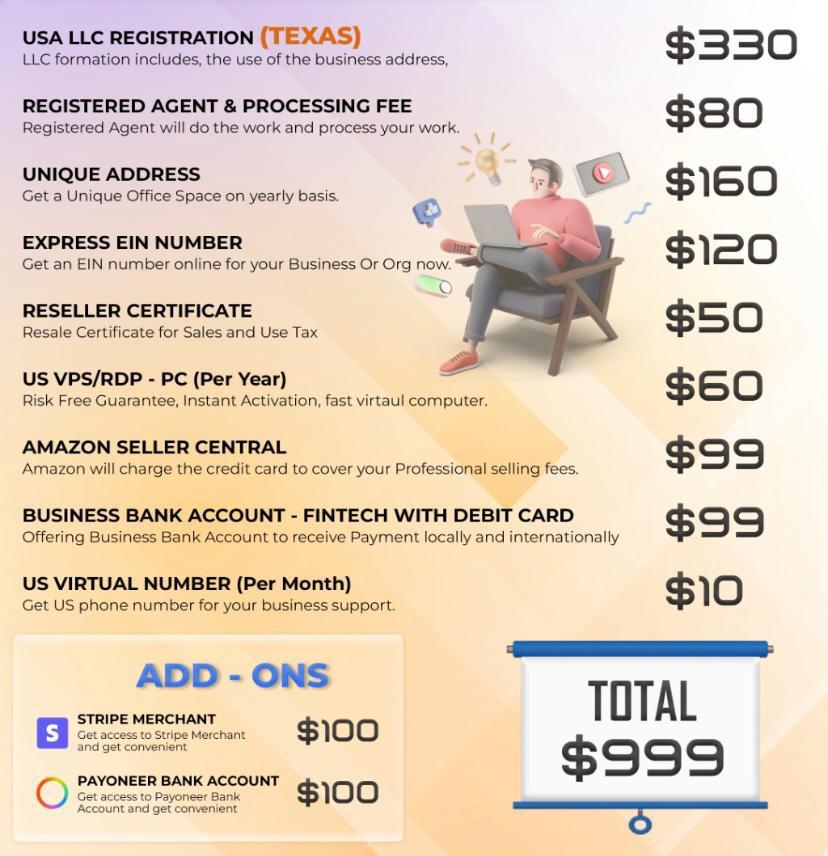 USA LLC REGISTRATION (TEXAS)
LLC formation includes, the use of the business address,
$330
REGISTERED AGENT & PROCESSING FEE
Registered Agent will do the work and process your work.
$80
UNIQUE ADDRESS
Get a Unique Office Space on yearly basis.
$160
EXPRESS EIN NUMBER
Get an EIN number online for your Business Or Org now.
$120
RESELLER CERTIFICATE
Resale Certificate for Sales and Use Tax
$50
US VPS/RDP - PC (Per Year)
Risk Free Guarantee, Instant Activation, fast virtaul computer.
$60
AMAZON SELLER CENTRAL
Amazon will charge the credit card to cover your Professional selling fees.
$99
BUSINESS BANK ACCOUNT - FINTECH WITH DEBIT CARD
Offering Business Bank Account to receive Payment locally and internationally
$99
US VIRTUAL NUMBER (Per Month)
Get US phone number for your business support.
$10
ADD - ONS
S
STRIPE MERCHANT
Get access to Stripe Merchant
and get convenient
$100
PAYONEER BANK ACCOUNT
Get access to Payoneer Bank
Account and get convenient
$100
TOTAL
$999